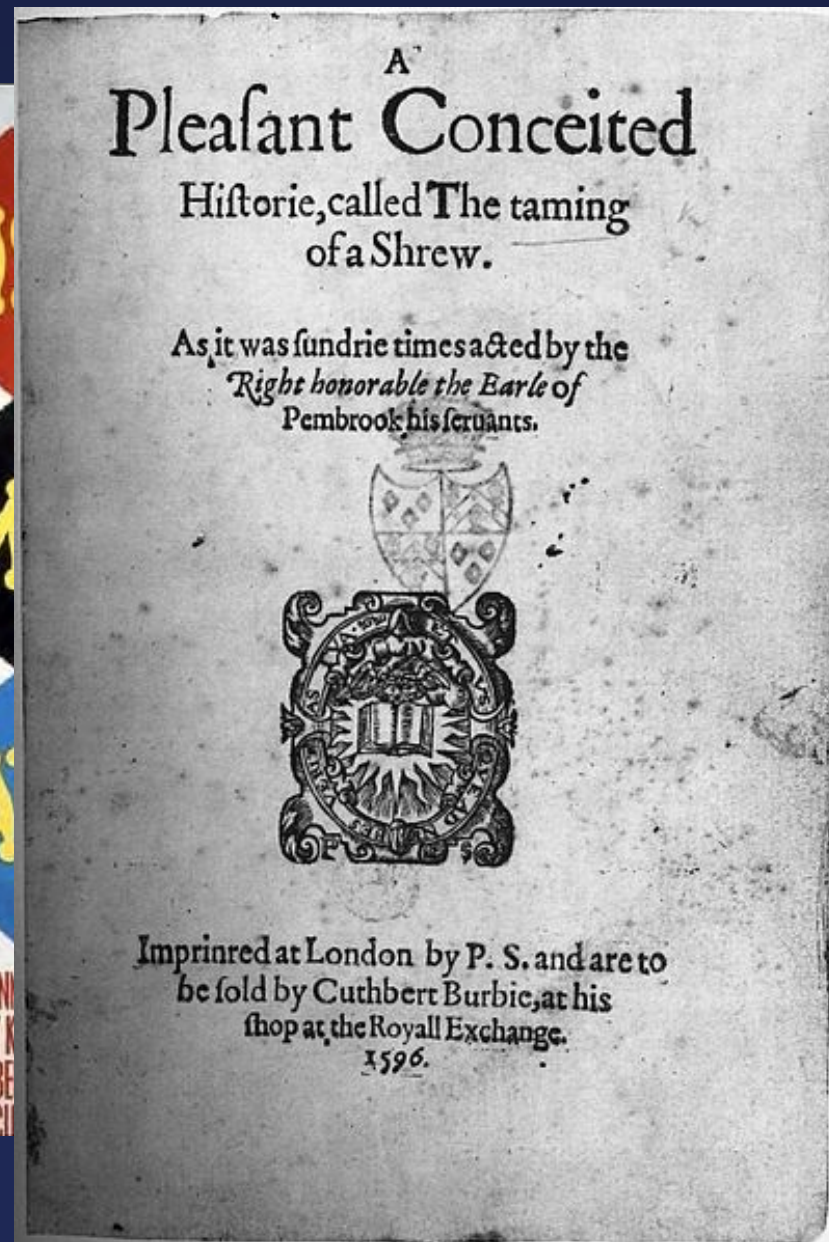 A
Pleaſant Conceited
Hiſtorie,called The taming
of a Shrew.
As it was ſundrie times acted by the
Right honorable the Earle of
Pembrook his ſeruants.
Imprinred at London by P. S. and are to
be ſold by Cuthbert Burbie,at his
ſhop at the Royall Exchange.
1596.